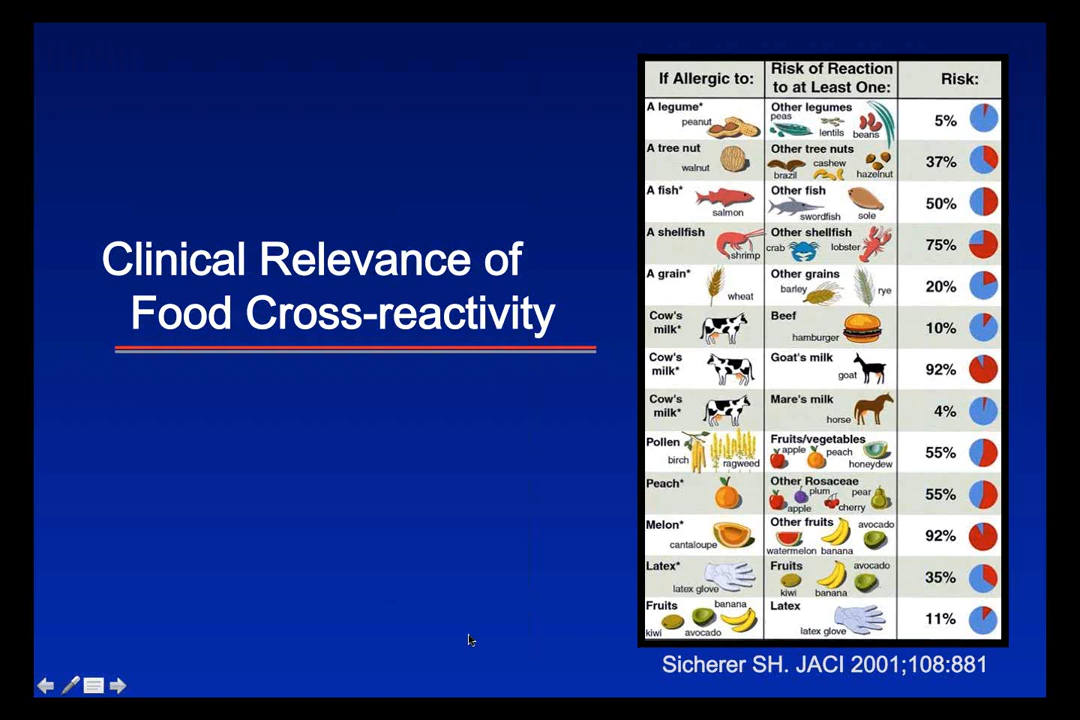 Clinical Relevance of
Food Cross-reactivity
If Allergic to:
Risk of Reaction
to at Least One:
Risk:
A legume*
peanut
Other legumes
peas
lentils
beans
5%
A tree nut
walnut
Other tree nuts
brazil
cashew
hazelnut
37%
A fish*
salmon
Other fish
swordfish
sole
50%
A shellfish
shrimp
Other shellfish
crab
lobster
75%
A grain*
wheat
Other grains
barley
rye
20%
Cow's
milk*
Beef
hamburger
10%
Cow's
milk*
Goat's milk
goat
92%
Cow's
milk*
Mare's milk
horse
4%
Pollen
birch
ragweed
Fruits/vegetables
apple
peach
honeydew
55%
Peach*
Other Rosaceae
plum
pear
apple
cherry
55%
Melon*
cantaloupe
Other fruits
avocado
watermelon
banana
92%
Latex*
latex glove
Fruits
avocado
kiwi
banana
35%
Fruits
banana
kiwi
avocado
Latex
latex glove
11%
Sicherer SH. JACI 2001;108:881